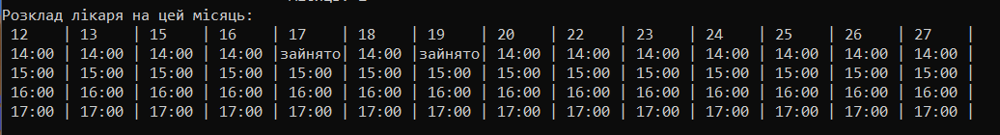 Розклад лікаря на цей місяць:
12 | 13 | 15 | 16 | 17 | 18 | 19 | 20 | 22 | 23 | 24 | 25 | 26 | 27 |
14:00 | 14:00 | 14:00 | 14:00 |зайнято| 14:00 |зайнято| 14:00 | 14:00 | 14:00 | 14:00 | 14:00 | 14:00 | 14:00 |
15:00 | 15:00 | 15:00 | 15:00 | 15:00 | 15:00 | 15:00 | 15:00 | 15:00 | 15:00 | 15:00 | 15:00 | 15:00 | 15:00 |
16:00 | 16:00 | 16:00 | 16:00 | 16:00 | 16:00 | 16:00 | 16:00 | 16:00 | 16:00 | 16:00 | 16:00 | 16:00 | 16:00 |
17:00 | 17:00 | 17:00 | 17:00 | 17:00 | 17:00 | 17:00 | 17:00 | 17:00 | 17:00 | 17:00 | 17:00 | 17:00 | 17:00 |